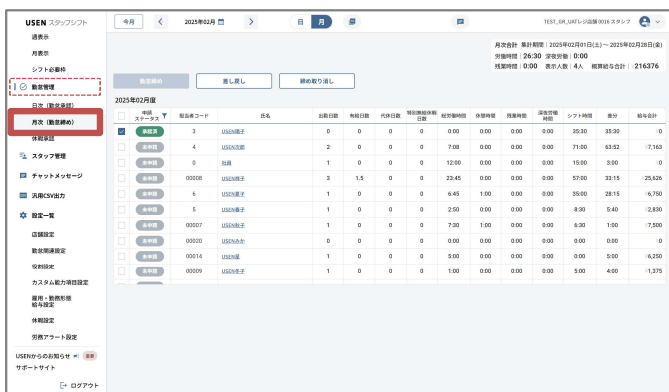 USEN スタッフシフト
今月
2025年02月
日
月
TEST_GR_UATレジ店舗 0016 スタシフ
週表示
月表示
シフト必要枠
勤怠管理
日次（勤怠承認）
月次（勤怠締め）
休暇承認
スタッフ管理
チャットメッセージ
汎用CSV出力
設定一覧
店舗設定
勤怠関連設定
役割設定
カスタム能力項目設定
雇用・勤務形態
給与設定
休暇設定
労務アラート設定
USENからのお知らせ 重要
サポートサイト
ログアウト
月次合計 集計期間｜2025年02月01日(土)～2025年02月28日(金)
労働時間｜26:30 深夜労働｜0:00
残業時間｜0:00 表示人数｜4人 概算給与合計｜216376
勤怠締め 差し戻し 締め取り消し
2025年02月度
申請ステータス 担当者コード 氏名 出勤日数 有給日数 代休日数 特別無給休暇日数 総労働時間 休憩時間 残業時間 深夜労働時間 シフト時間 差分 給与合計
承認済 3 USEN順子 0 0 0 0 0:00 0:00 0:00 0:00 35:30 35:30 0
未申請 4 USEN次郎 2 0 0 0 7:08 0:00 0:00 0:00 71:00 63:52 7,163
未申請 0 社員 1 0 0 0 12:00 0:00 0:00 0:00 15:00 3:00 0
未申請 00008 USEN祥子 3 1.5 0 0 23:45 0:00 0:00 0:00 57:00 33:15 25,626
未申請 6 USEN夏子 1 0 0 0 6:45 1:00 0:00 0:00 35:00 28:15 6,750
未申請 5 USEN春子 1 0 0 0 2:50 0:00 0:00 0:00 8:30 5:40 2,830
未申請 00007 USEN秋子 1 0 0 0 7:30 1:00 0:00 0:00 6:30 1:00 7,500
未申請 00020 USENみか 0 0 0 0 0:00 0:00 0:00 0:00 0:00 0:00 0
未申請 00014 USEN星 1 0 0 0 5:00 0:00 0:00 0:00 0:00 5:00 6,250
未申請 00009 USEN冬子 1 0 0 0 1:00 0:00 0:00 0:00 5:00 4:00 1,375